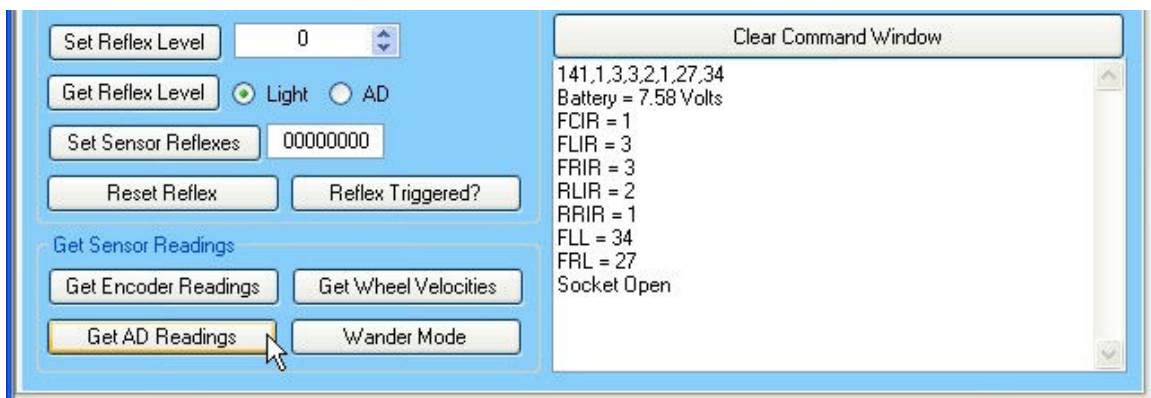 Set Reflex Level
0
Get Reflex Level
Light
AD
Set Sensor Reflexes
00000000
Reset Reflex
Reflex Triggered?
Get Sensor Readings
Get Encoder Readings
Get Wheel Velocities
Get AD Readings
Wander Mode
Clear Command Window
141,1,3,3,2,1,27,34
Battery = 7.58 Volts
FCIR = 1
FLIR = 3
FRIR = 3
RLIR = 2
RRIR = 1
FLL = 34
FRL = 27
Socket Open